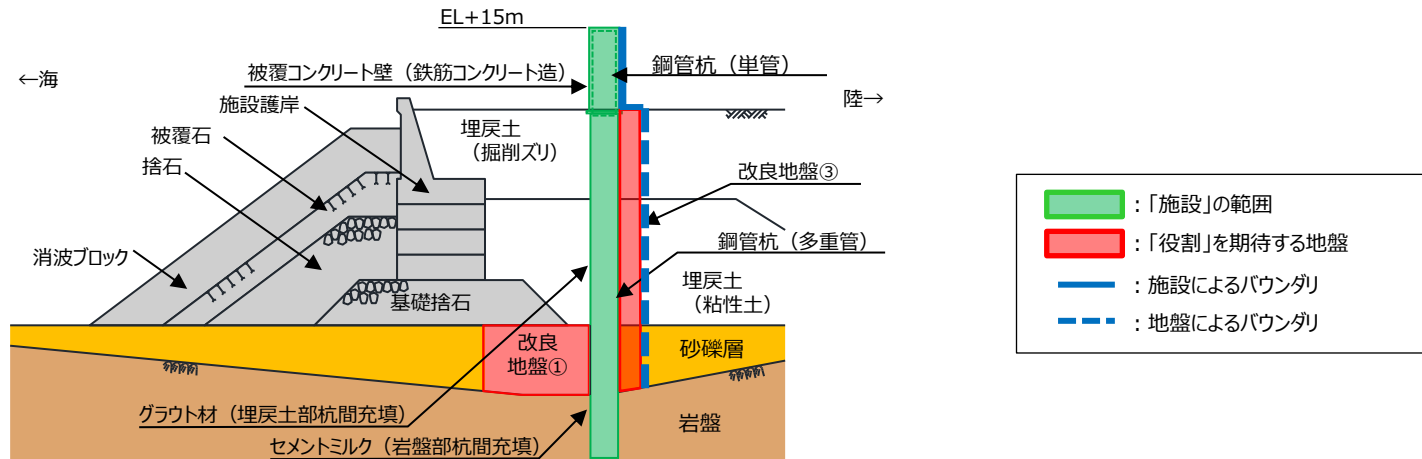 EL+15m
←海
被覆コンクリート壁（鉄筋コンクリート造）
鋼管杭（単管）
陸→
施設護岸
被覆石
捨石
埋戻土
（掘削ズリ）
改良地盤③
消波ブロック
鋼管杭（多重管）
基礎捨石
埋戻土
（粘性土）
改良
地盤①
砂礫層
グラウト材（埋戻土部杭間充填）
岩盤
セメントミルク（岩盤部杭間充填）
：「施設」の範囲
：「役割」を期待する地盤
：施設によるバウンダリ
：地盤によるバウンダリ